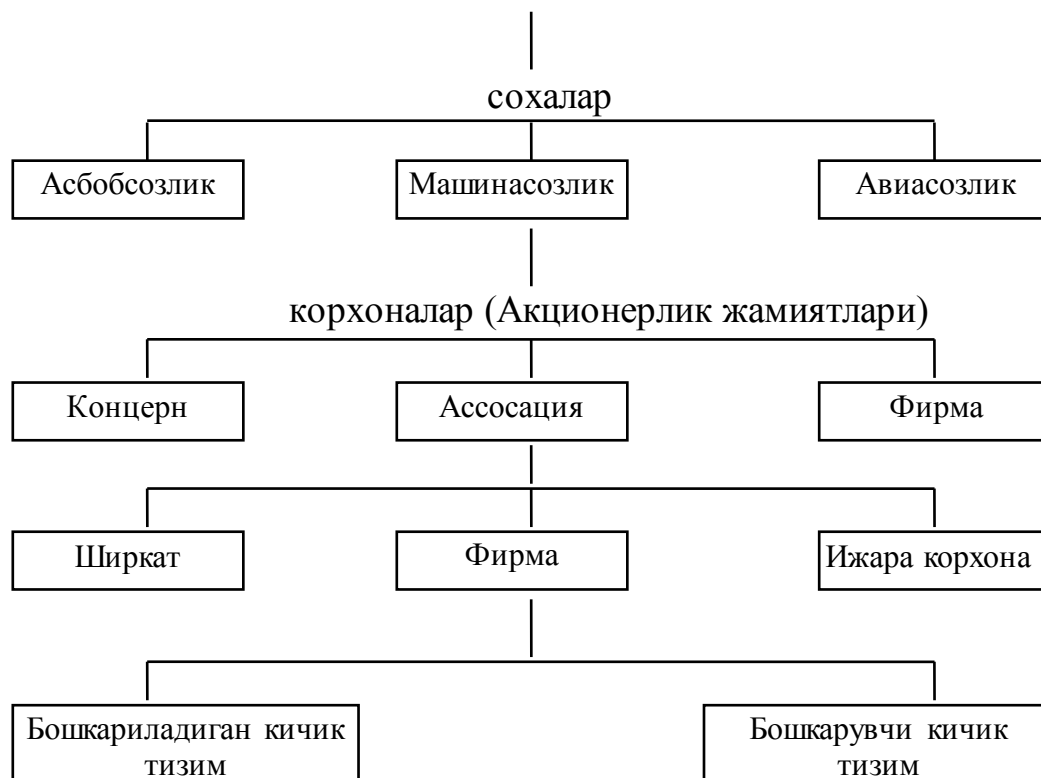 сохалар
Асбобсозлик
Машинасозлик
Авиасозлик
корхоналар (Акционерлик жамиятлари)
Концерн
Ассосация
Фирма
Ширкат
Фирма
Ижара корхона
Бошкариладиган кичик
тизим
Бошкарувчи кичик
тизим